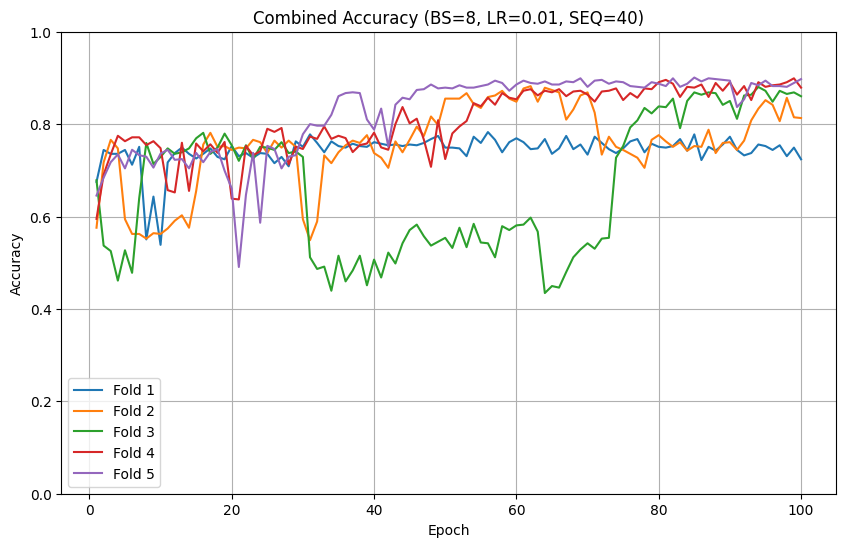 Combined Accuracy (BS=8, LR=0.01, SEQ=40)
1.0
0.8
0.6
0.4
0.2
0.0
Accuracy
Fold 1
Fold 2
Fold 3
Fold 4
Fold 5
0 20 40 60 80 100
Epoch